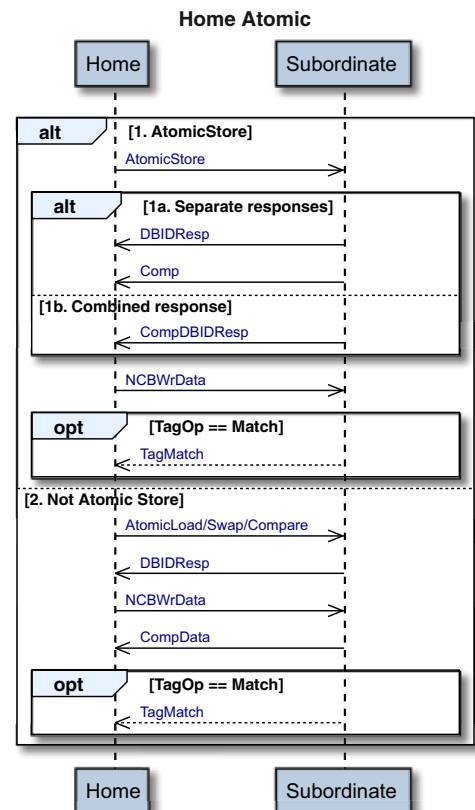 Home Atomic
Home Subordinate
alt [1. AtomicStore]
AtomicStore
alt [1a. Separate responses]
DBIDResp
Comp
[1b. Combined response]
CompDBIDResp
NCBWrData
opt [TagOp == Match]
TagMatch
[2. Not Atomic Store]
AtomicLoad/Swap/Compare
DBIDResp
NCBWrData
CompData
opt [TagOp == Match]
TagMatch
Home Subordinate